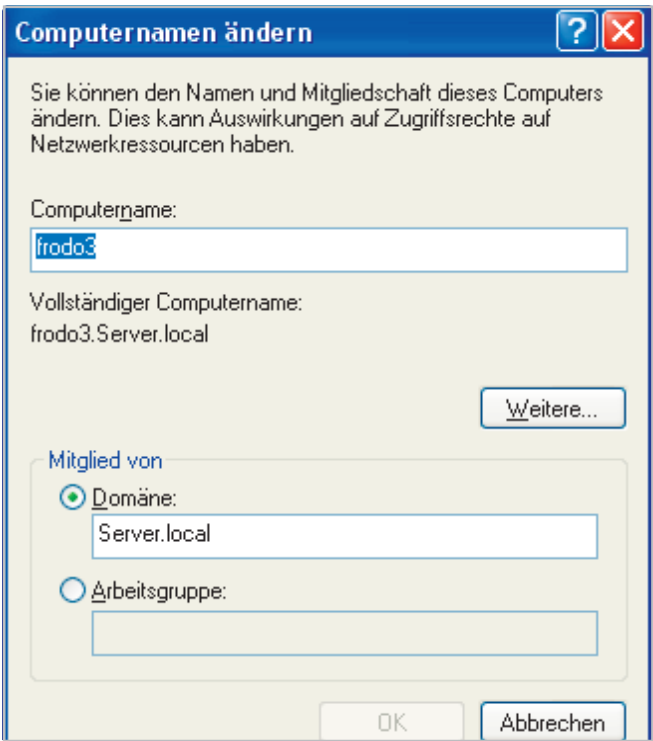 Computernamen ändern
Sie können den Namen und Mitgliedschaft dieses Computers
ändern. Dies kann Auswirkungen auf Zugriffsrechte auf
Netzwerkressourcen haben.
Computername:
frodo3
Vollständiger Computername:
frodo3.Server.local
Weitere...
Mitglied von
Domäne:
Server.local
Arbeitsgruppe:
OK Abbrechen